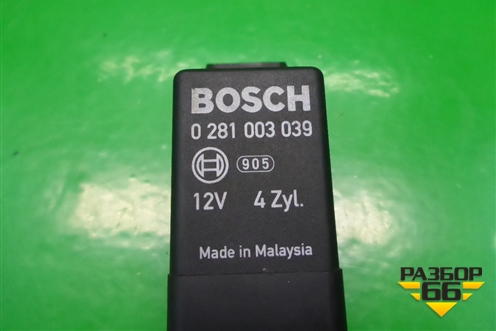 BOSCH
0 281 003 039
905
12V 4 Zyl.
Made in Malaysia
РАЗБОР
66